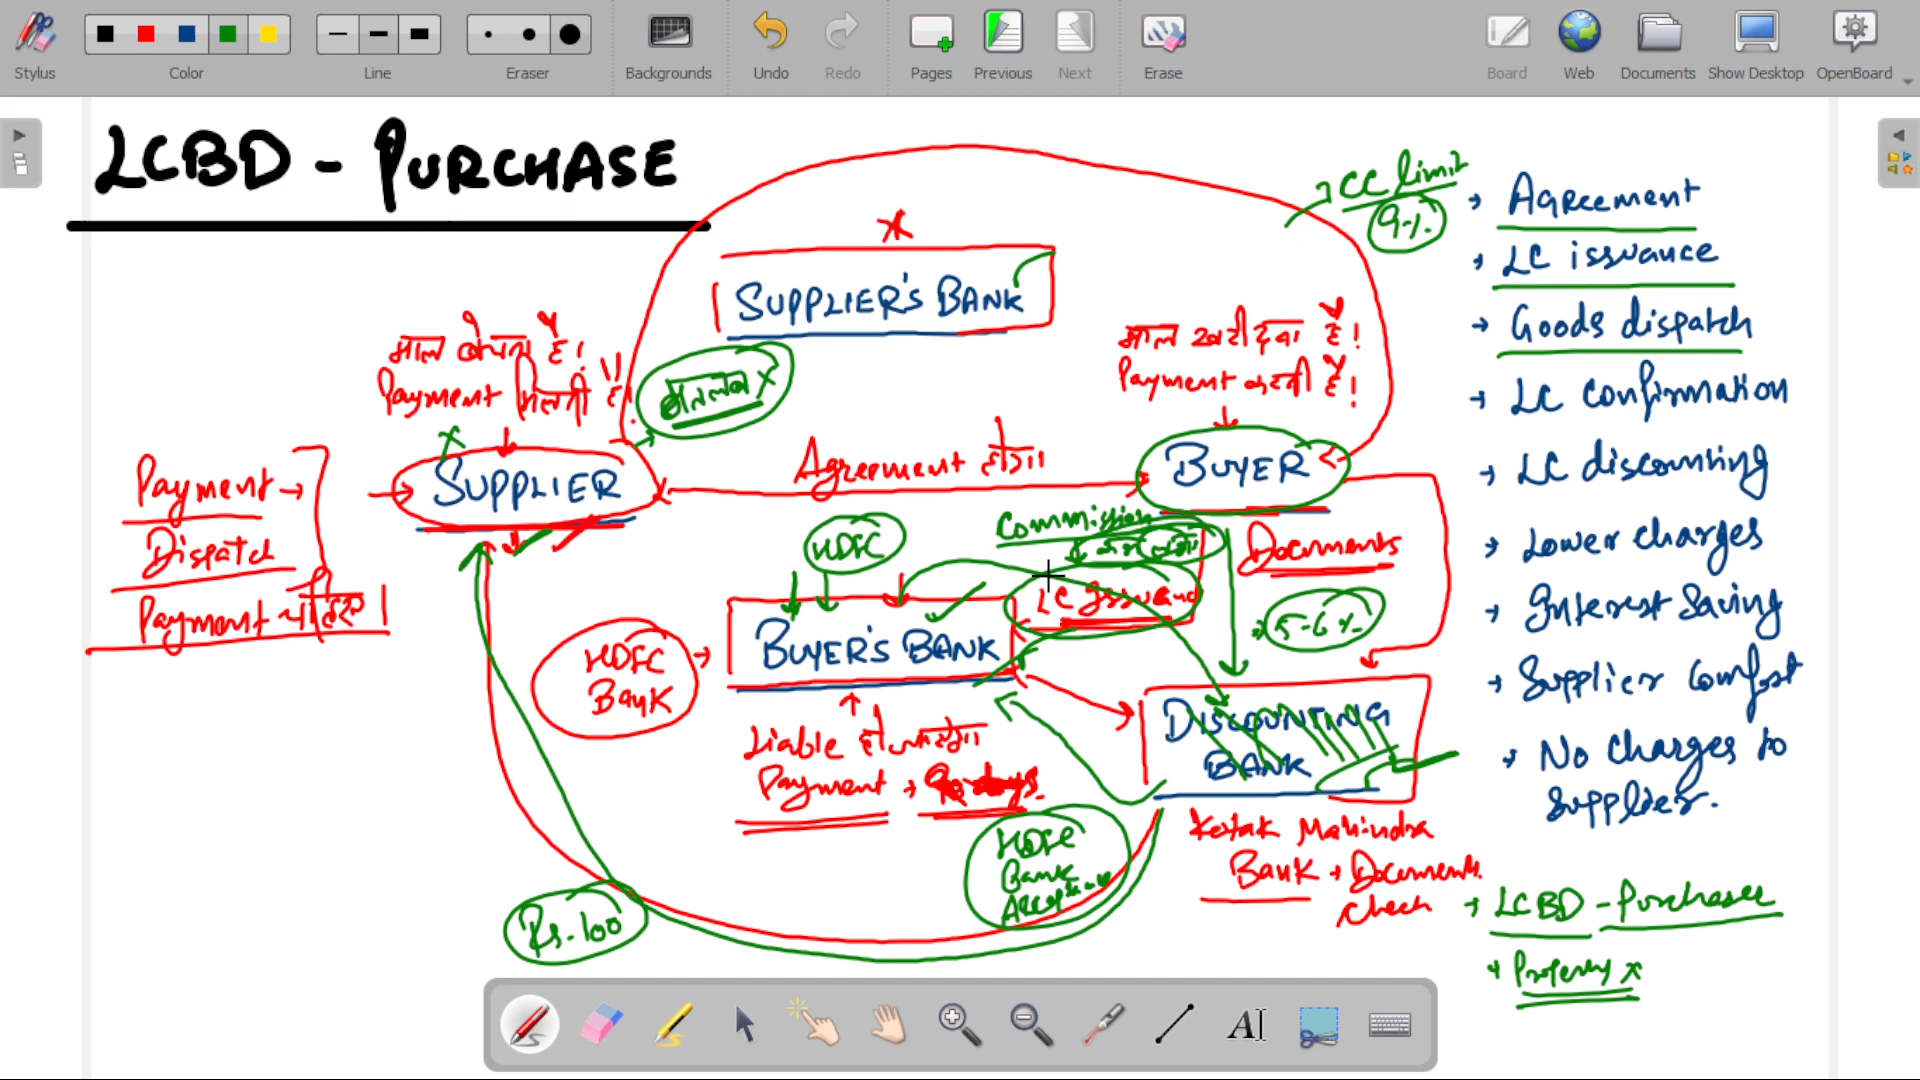 Stylus
Color
Line
Eraser
Backgrounds
Undo
Redo
Pages
Previous
Next
Erase
Board
Web
Documents
Show Desktop
OpenBoard
LCBD - PURCHASE
CC limit
9%
SUPPLIER'S BANK
माल बेचना है!
Payment है!
माल खरीदना है!
Payment करनी है!
मतलब X
SUPPLIER
Agreement होगा
BUYER
Payment
Dispatch
Payment चाहिए!
HDFC
Commission
LC Issuance
Documents
5-6 %
HDFC
Bank
BUYER'S BANK
Liable
Payment
DISCOUNTING
BANK
HDFC
Bank
Acceptance
Kotak Mahindra
Bank → Documents
Check
Rs. 100
→ Agreement
→ LC issuance
→ Goods dispatch
→ LC confirmation
→ LC discounting
→ Lower charges
→ Interest Saving
→ Supplier Comfort
→ No charges to
supplier.
→ LCBD - Purchase
→ Property x